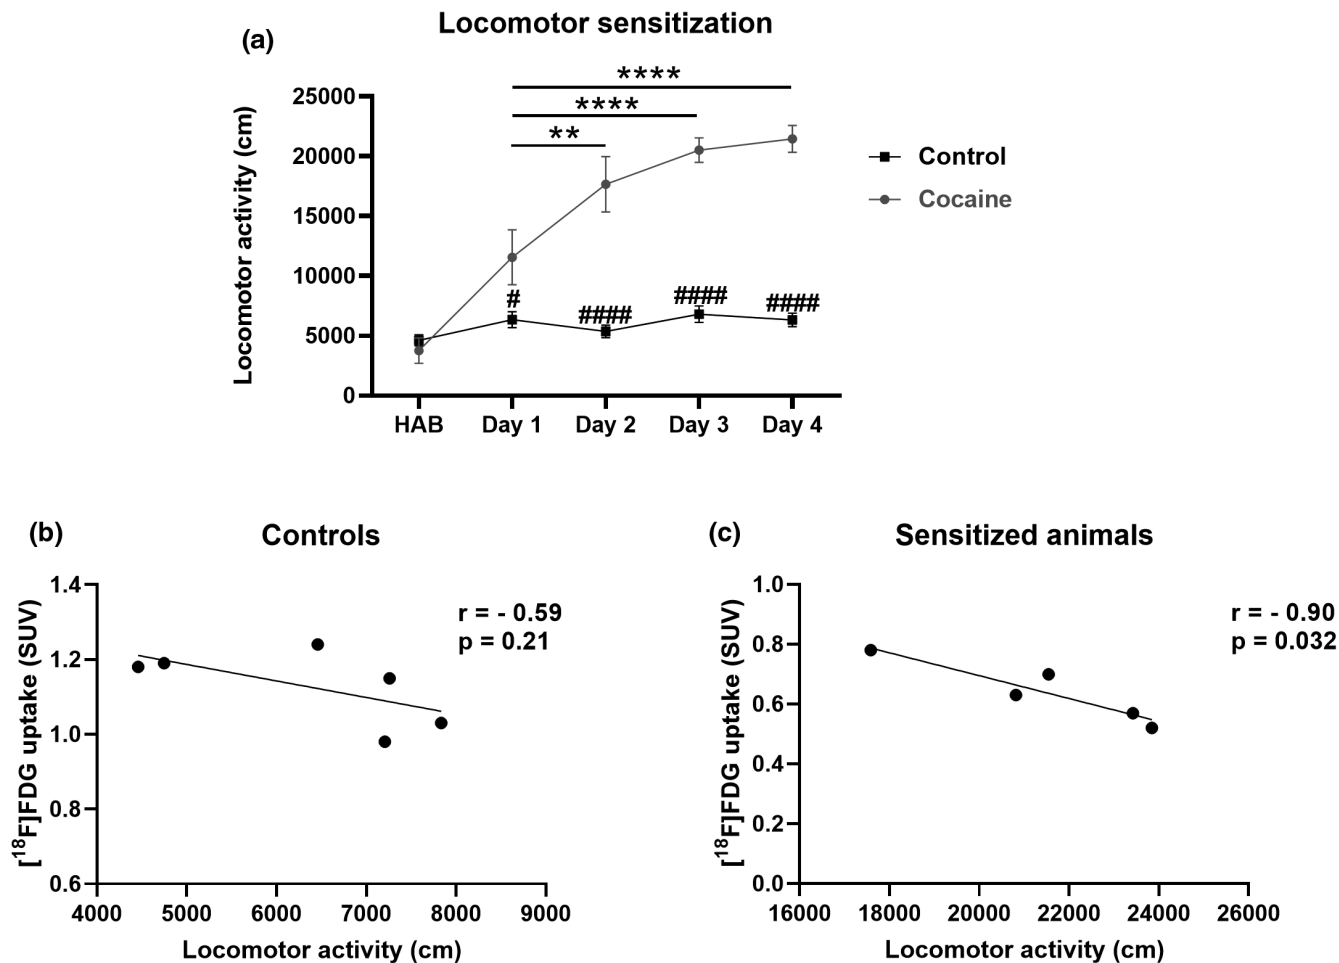 Locomotor sensitization
(a)
****
****
**
25000
20000
15000
10000
5000
0
Locomotor activity (cm)
#
####
####
####
HAB Day 1 Day 2 Day 3 Day 4
Control
Cocaine
(b)
Controls
r = - 0.59
p = 0.21
1.4
1.2
1.0
0.8
0.6
[18F]FDG uptake (SUV)
4000 5000 6000 7000 8000 9000
Locomotor activity (cm)
(c)
Sensitized animals
r = - 0.90
p = 0.032
1.0
0.8
0.6
0.4
0.2
0.0
[18F]FDG uptake (SUV)
16000 18000 20000 22000 24000 26000
Locomotor activity (cm)